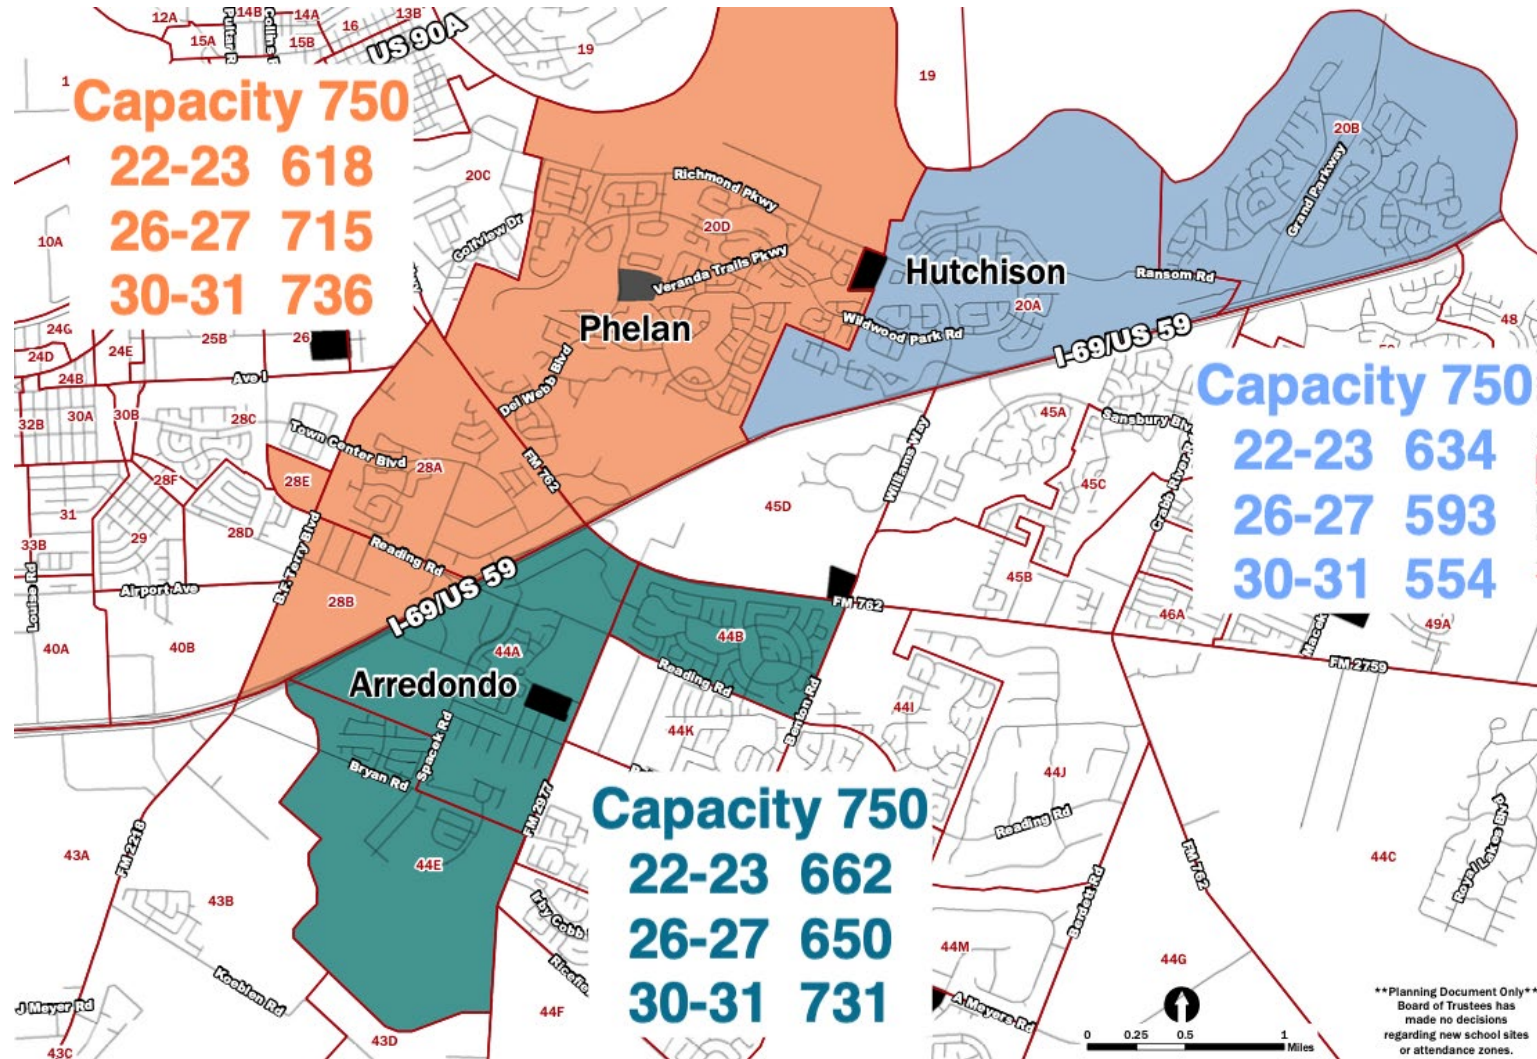 12A
14B
14A
13B
16
15A
15B
US 90A
19
19
Capacity 750
22-23 618
26-27 715
30-31 736
20C
Golfview Dr
10A
Richmond Pkwy
20D
Veranda Trails Pkwy
20B
Grand Parkway
Hutchison
Ransom Rd
20A
Phelan
Wildwood Park Rd
I-69/US 59
48
24D
24E
25B
26
24B
Ave I
Del Webb Blvd
Capacity 750
22-23 634
26-27 593
30-31 554
32B
30A
30B
28C
Town Center Blvd
28A
FM 762
28E
28F
45A
Sansbury Blv
Williams Way
45C
Crabb River
45D
31
29
28D
33B
B.F. Terry Blvd
Reading Rd
Louise Rd
Airport Ave
28B
I-69/US 59
45B
FM 762
46A
Macek
49A
FM 2759
40A
40B
44A
44B
Arredondo
Reading Rd
Benton Rd
44I
44K
Spacek Rd
Bryan Rd
44J
FM 2977
Capacity 750
22-23 662
26-27 650
30-31 731
Reading Rd
43A
FM 2218
44E
FM 762
44C
Royal Lakes Blvd
43B
Irby Cobb
Berdett Rd
44M
44G
Koeblen Rd
J Meyer Rd
44F
A Meyers Rd
43D
43C
0 0.25 0.5 1
Miles
**Planning Document Only**
Board of Trustees has
made no decisions
regarding new school sites
or attendance zones.